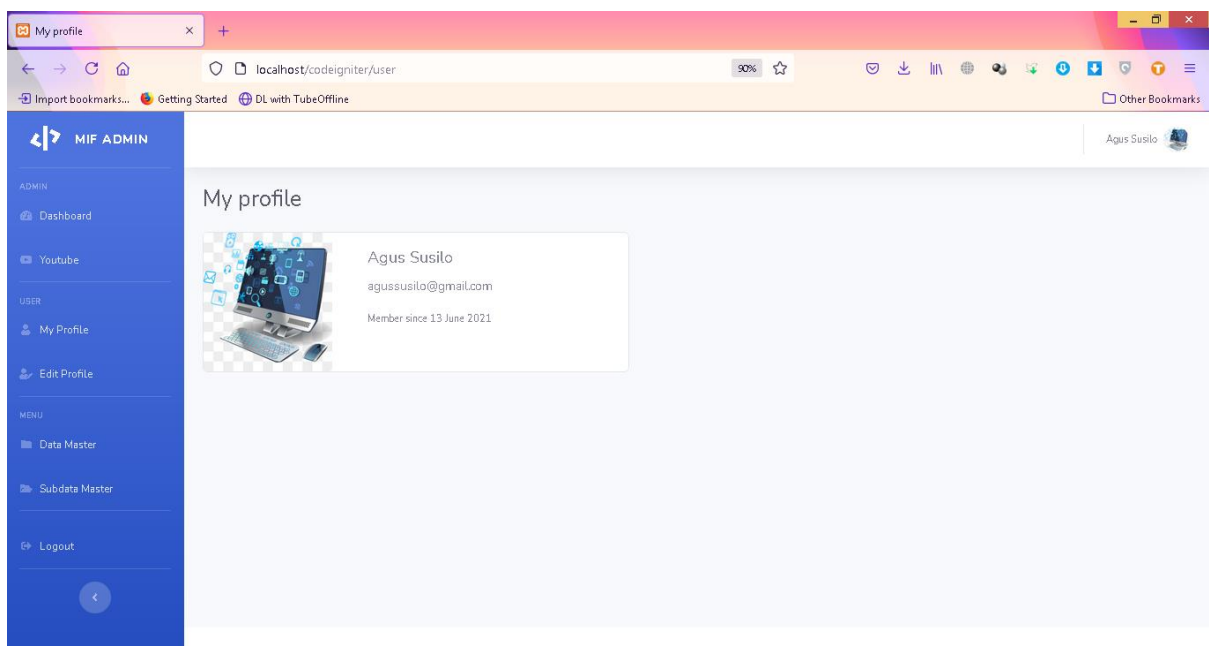 My profile
localhost/codeigniter/user
90%
Import bookmarks...
Getting Started
DL with TubeOffline
Other Bookmarks
MIF ADMIN
Agus Susilo
ADMIN
Dashboard
Youtube
USER
My Profile
Edit Profile
MENU
Data Master
Subdata Master
Logout
My profile
Agus Susilo
agussusilo@gmail.com
Member since 13 June 2021